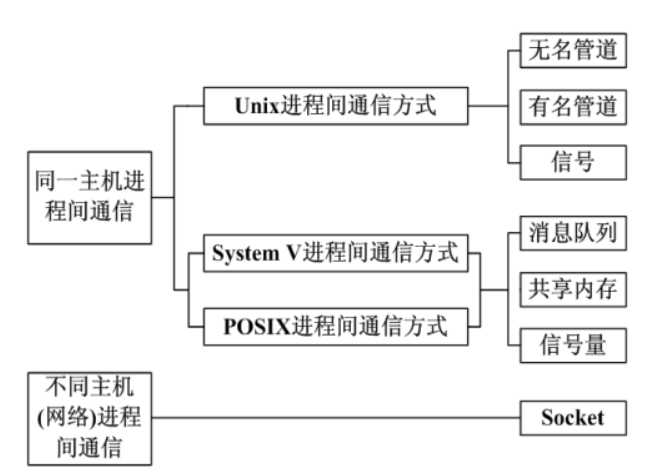 无名管道
Unix进程间通信方式
有名管道
信号
同一主机进
程间通信
消息队列
System V进程间通信方式
共享内存
POSIX进程间通信方式
信号量
不同主机
(网络)进程
间通信
Socket